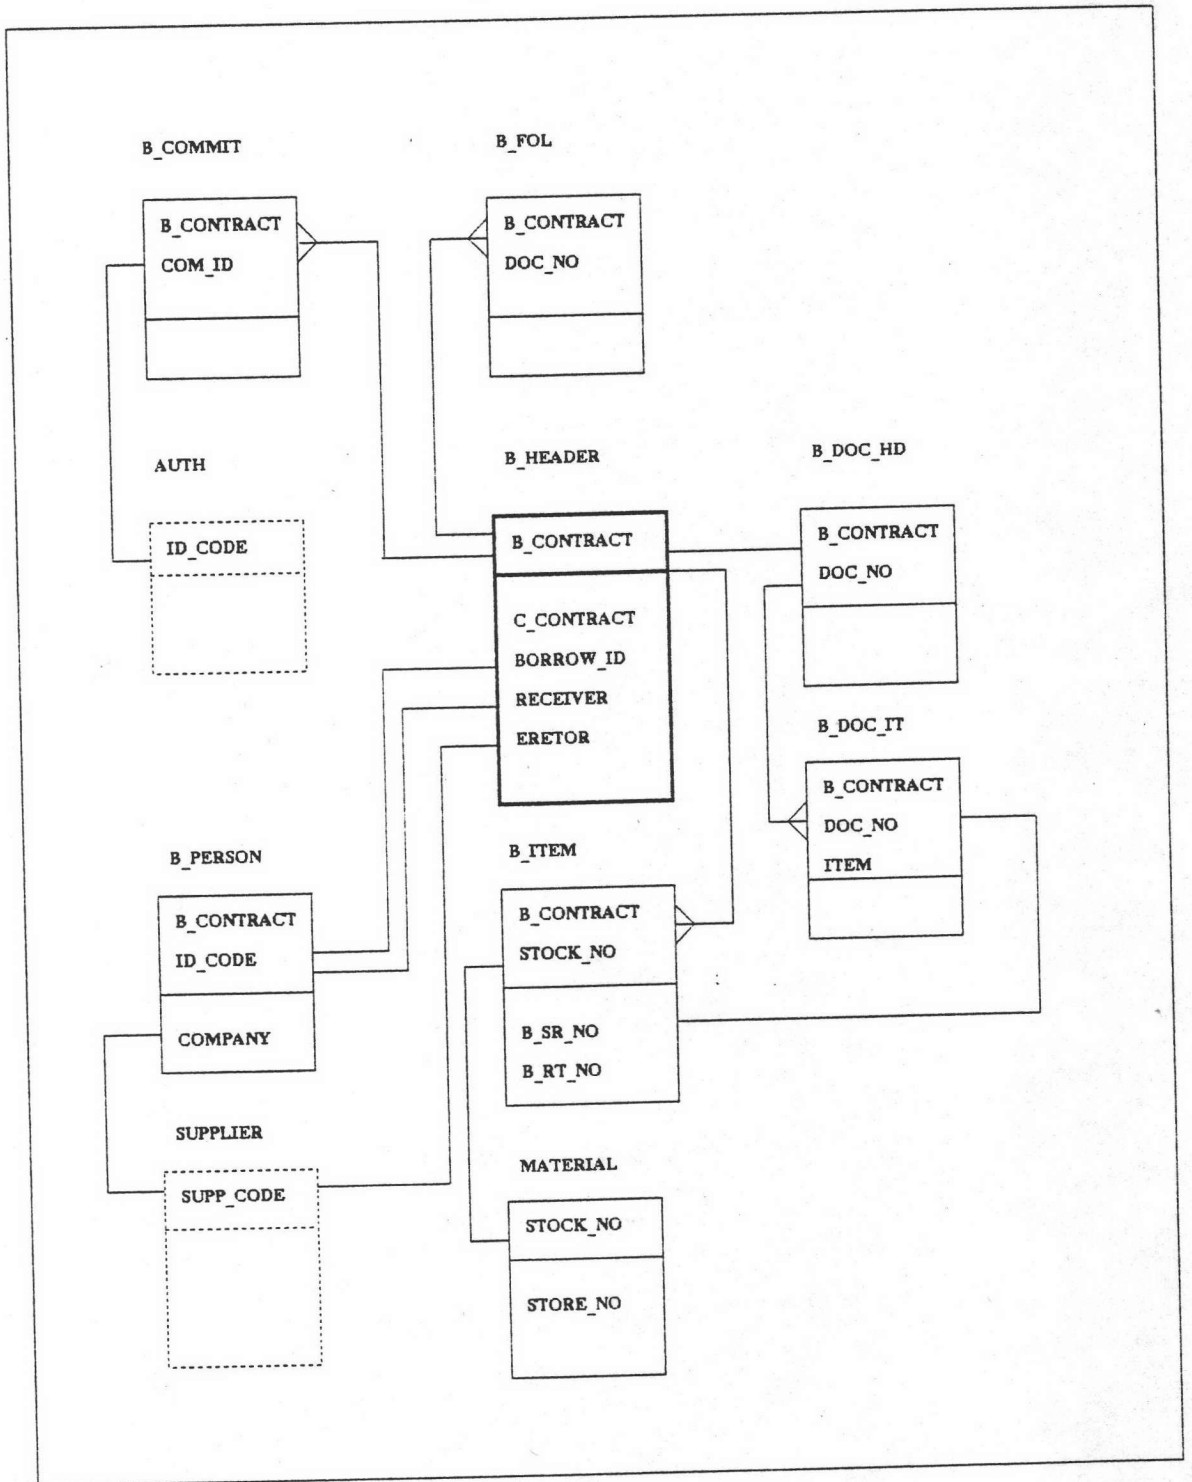 B_COMMIT
B_CONTRACT
COM_ID
B_FOL
B_CONTRACT
DOC_NO
AUTH
ID_CODE
B_HEADER
B_CONTRACT
C_CONTRACT
BORROW_ID
RECEIVER
ERETOR
B_DOC_HD
B_CONTRACT
DOC_NO
B_DOC_IT
B_CONTRACT
DOC_NO
ITEM
B_PERSON
B_CONTRACT
ID_CODE
COMPANY
B_ITEM
B_CONTRACT
STOCK_NO
B_SR_NO
B_RT_NO
SUPPLIER
SUPP_CODE
MATERIAL
STOCK_NO
STORE_NO